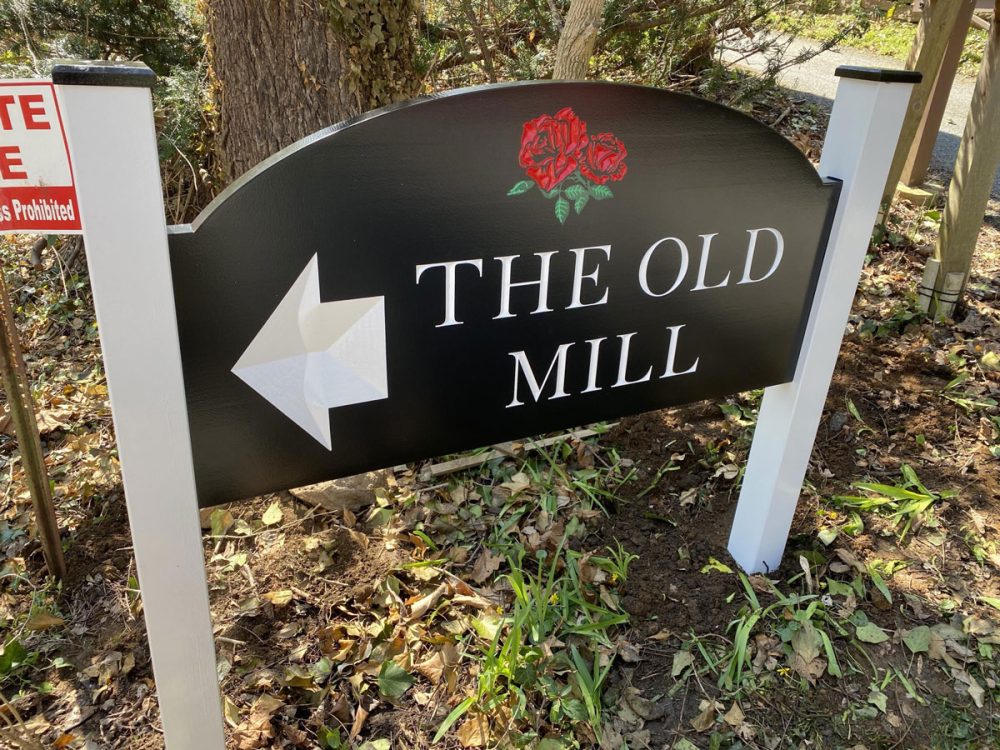 TE
E
ss Prohibited
THE OLD
MILL